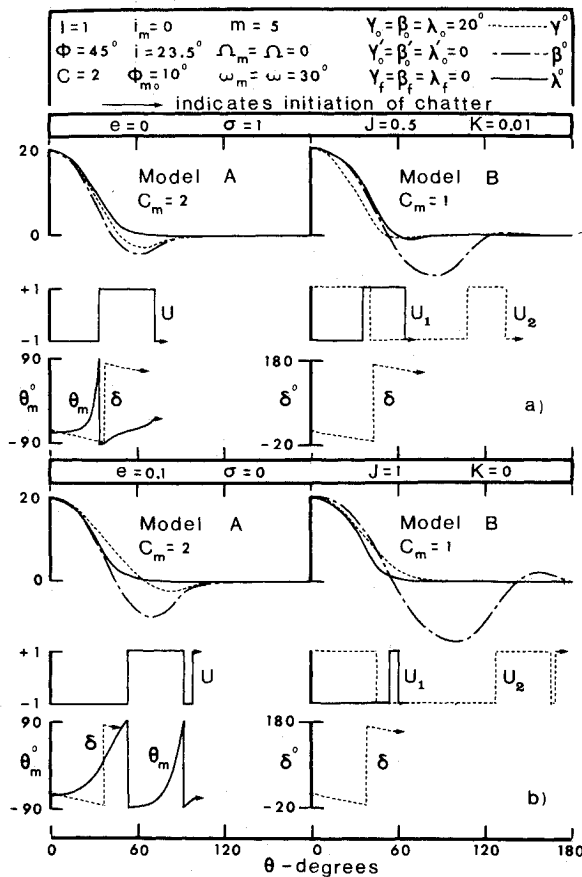 I=1 i_m=0 m=5 γ_o=β_o=λ_o=20° γ°
Φ=45° i=23.5° Ω_m=Ω=0 γ_o'=β_o'=λ_o'=0 β°
C=2 Φ_mo=10° ω_m=ω=30° γ_f=β_f=λ_f=0 λ°
indicates initiation of chatter
e=0 σ=1 J=0.5 K=0.01
20
Model A
C_m=2
Model B
C_m=1
0
+1
-1
U
U_1
U_2
90
θ_m°
-90
θ_m
δ
180
δ°
-20
δ
a)
e=0.1 σ=0 J=1 K=0
20
Model A
C_m=2
Model B
C_m=1
0
+1
-1
U
U_1
U_2
90
θ_m°
-90
δ
θ_m
180
δ°
-20
δ
b)
0 60 120 0 60 120 180
θ-degrees